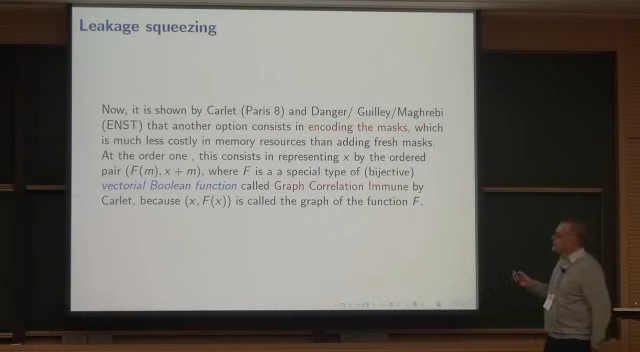 Leakage squeezing
Now, it is shown by Carlet (Paris 8) and Danger/ Guilley/Maghrebi
(ENST) that another option consists in encoding the masks, which
is much less costly in memory resources than adding fresh masks.
At the order one , this consists in representing x by the ordered
pair (F(m), x + m), where F is a a special type of (bijective)
vectorial Boolean function called Graph Correlation Immune by
Carlet, because (x, F(x)) is called the graph of the function F.